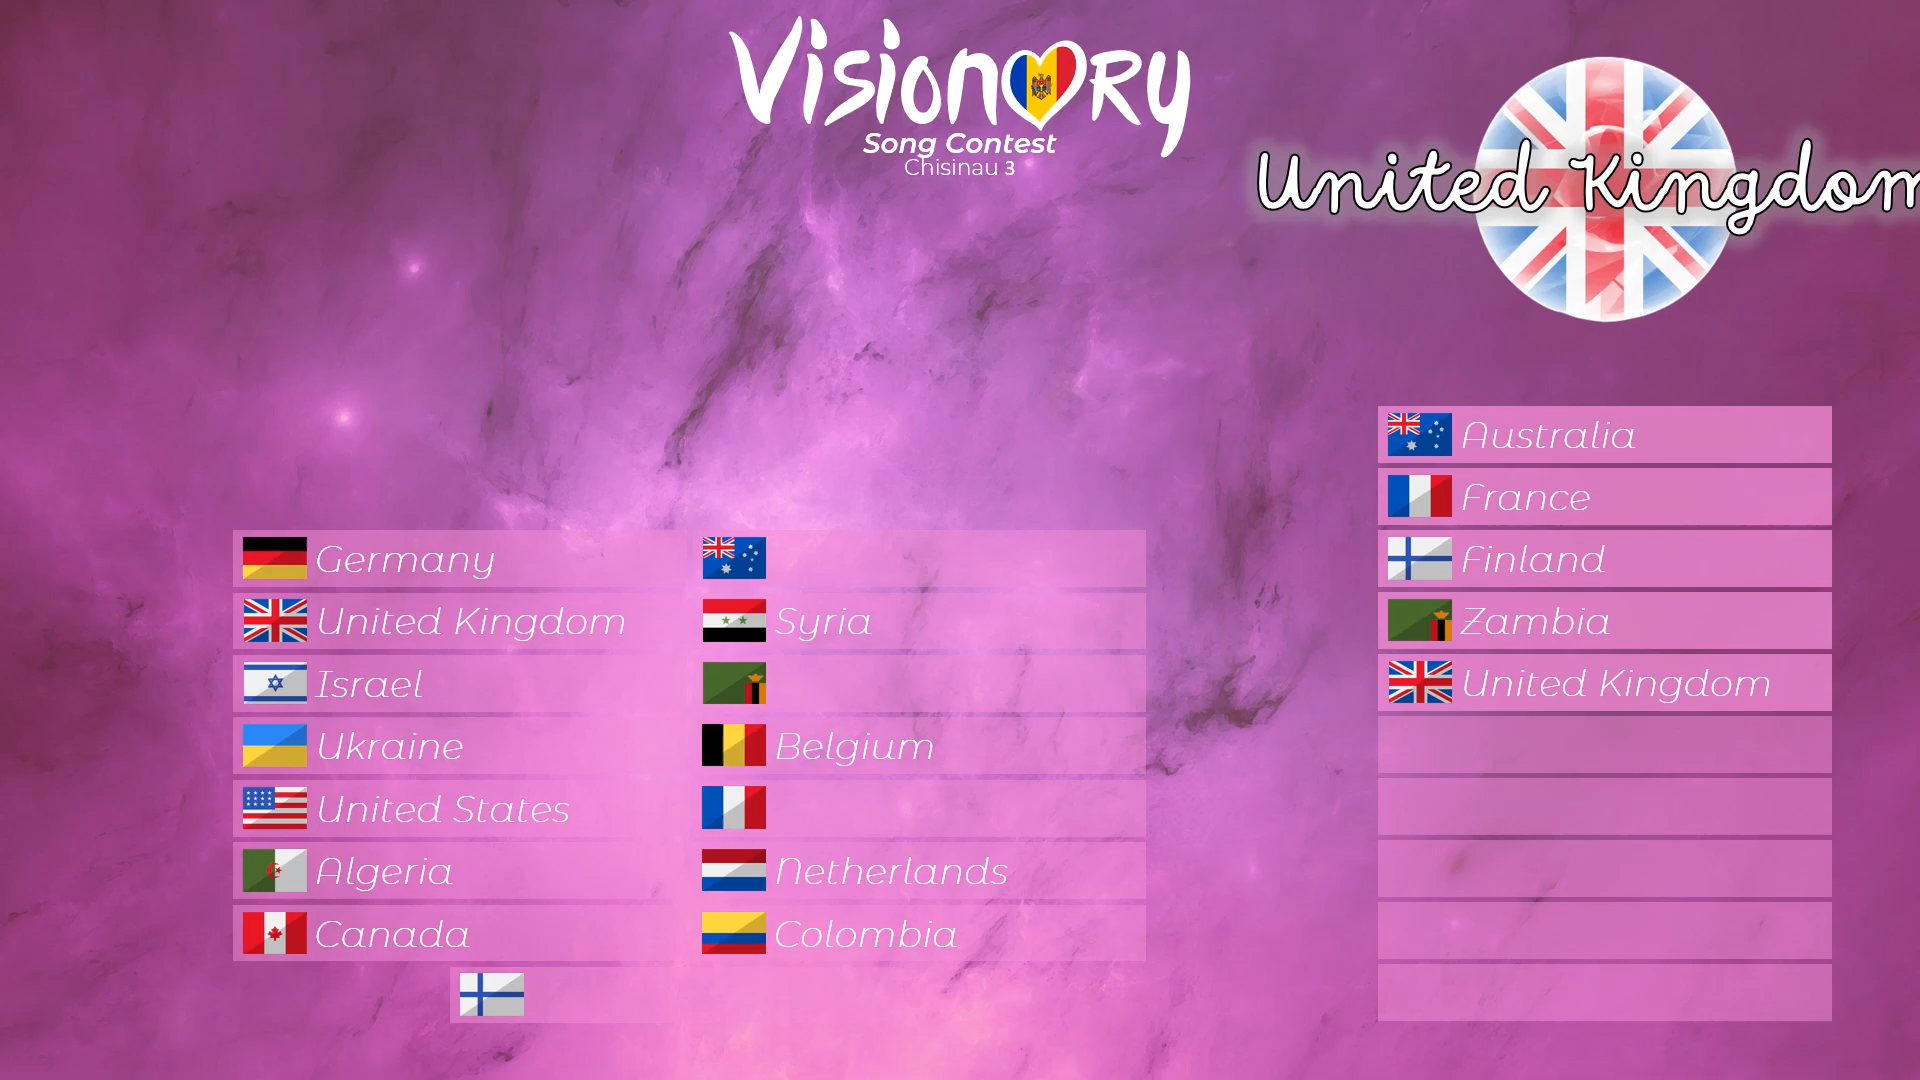 Visionary
Song Contest
Chisinau 3
United Kingdom
Germany
United Kingdom
Israel
Ukraine
United States
Algeria
Canada
Syria
Belgium
Netherlands
Colombia
Australia
France
Finland
Zambia
United Kingdom